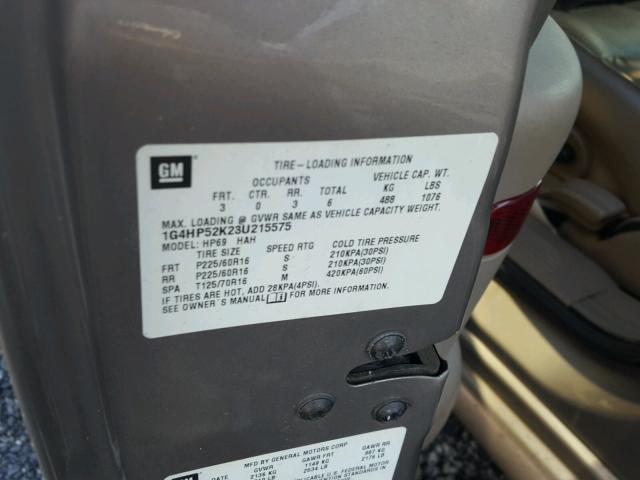 GM
TIRE-LOADING INFORMATION
OCCUPANTS VEHICLE CAP. WT.
FRT. CTR. RR. TOTAL KG LBS
3 0 3 6 488 1076
MAX. LOADING @ GVWR SAME AS VEHICLE CAPACITY WEIGHT.
1G4HP52K23U215575
MODEL: HP69 HAH
TIRE SIZE SPEED RTG COLD TIRE PRESSURE
FRT P225/60R16 S 210KPA(30PSI)
RR P225/60R16 S 210KPA(30PSI)
SPA T125/70R16 M 420KPA(60PSI)
IF TIRES ARE HOT, ADD 28KPA(4PSI).
SEE OWNER'S MANUAL FOR MORE INFORMATION.
GM
MFD BY GENERAL MOTORS CORP
DATE GVWR GAWR FRT GAWR RR
2136 KG 1149 KG 987 KG
2534 LB 2176 LB